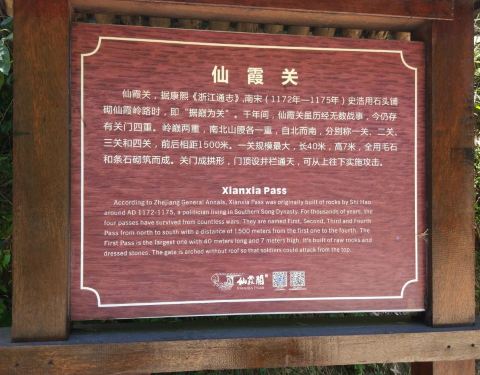 仙霞关
仙霞关，据康熙《浙江通志》,南宋（1172年—1175年）史浩用石头铺
砌仙霞岭路时，即“据巅为关”。千年间，仙霞关虽历经无数战事，今仍存
有关门四重。岭巅两重，南北山腰各一重，自北而南，分别称一关、二关、
三关和四关，前后相距1500米。一关规模最大，长40米，高7米，全用毛石
和条石砌筑而成。关门成拱形，门顶设井栏通天，可从上往下实施攻击。
Xianxia Pass
According to Zhejiang General Annals, Xianxia Pass was originally built of rocks by Shi Hao
around AD 1172-1175, a politician living in Southern Song Dynasty. For thousands of years, the
four passes have survived from countless wars. They are named First, Second, Third and Fourth
Pass from north to south with a distance of 1500 meters from the first one to the fourth. The
First Pass is the largest one with 40 meters long and 7 meters high. It's built of raw rocks and
dressed stones. The gate is arched without roof so that soldiers could attack from the top.
仙霞關